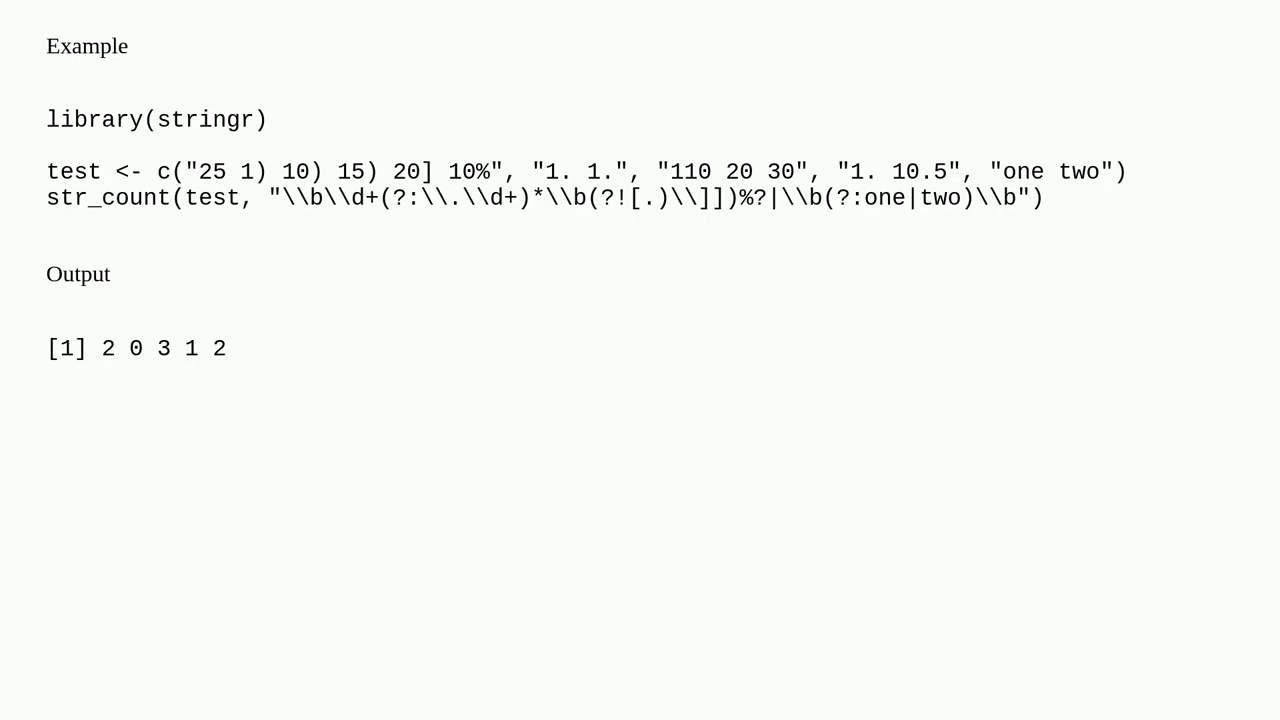 Example
library(stringr)
test <- c("25 1) 10) 15) 20] 10%", "1. 1.", "110 20 30", "1. 10.5", "one two")
str_count(test, "\\b\\d+(?:\\.\\d+)*\\b(?![.)\\]])%?|\\b(?:one|two)\\b")
Output
[1] 2 0 3 1 2